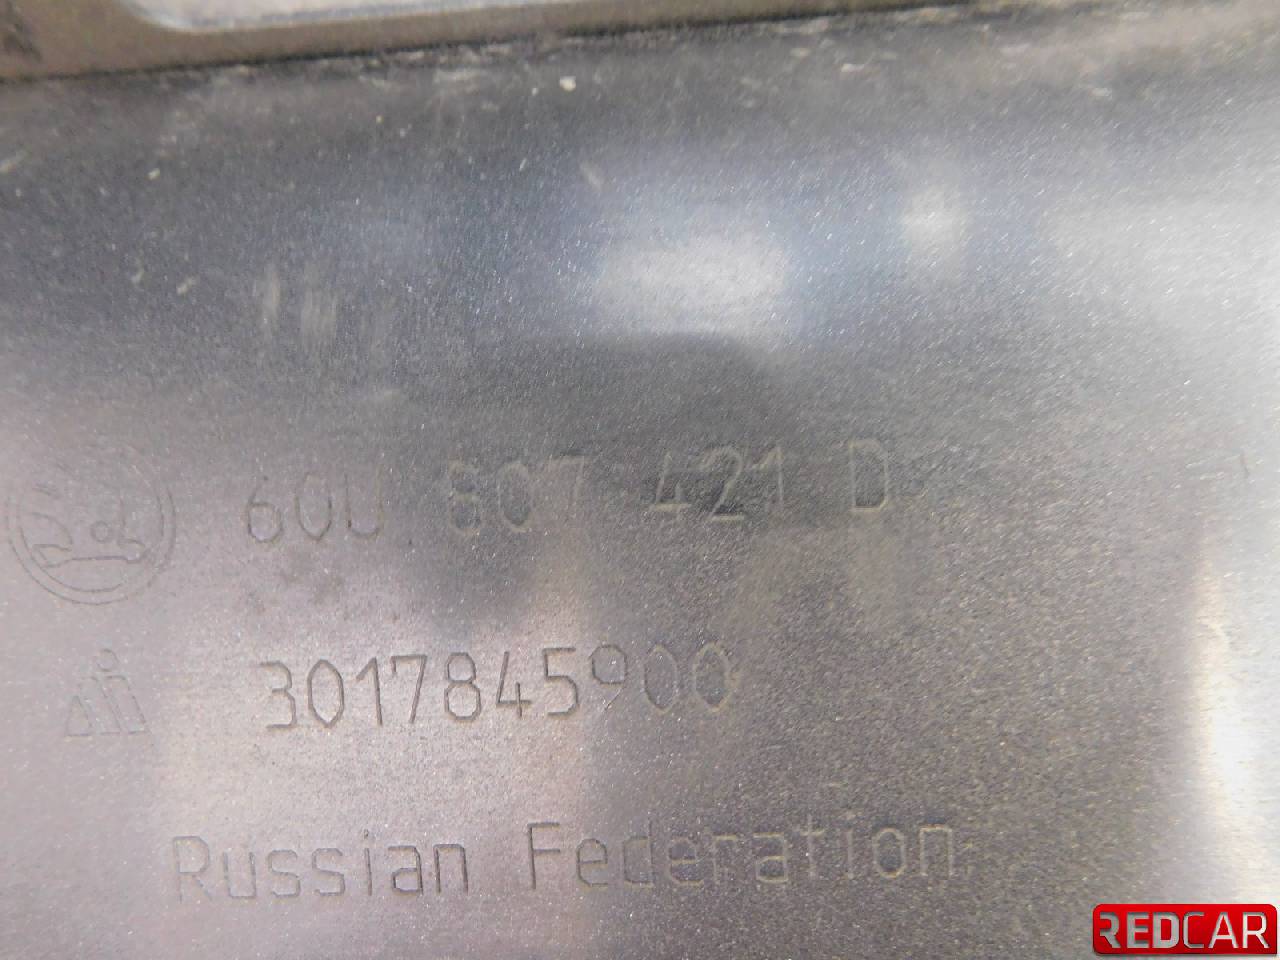 60U 807 421 D
3017845900
Russian Federation
REDCAR